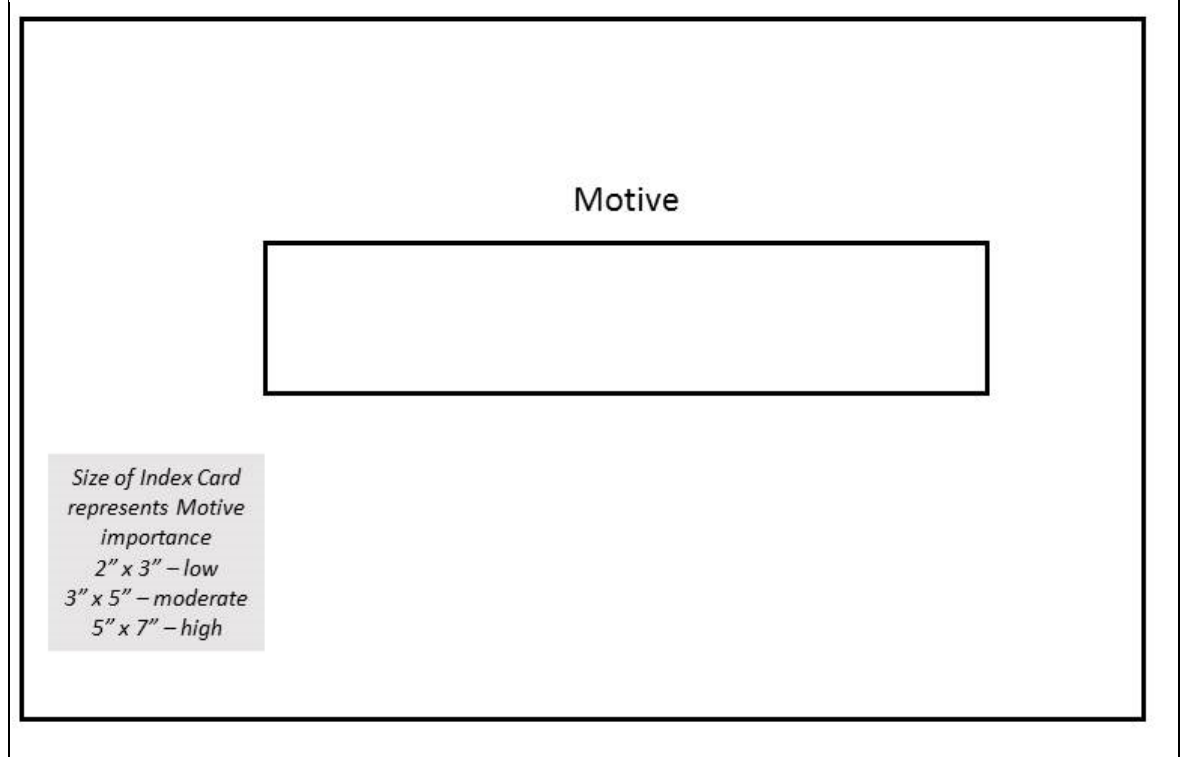 Motive
Size of Index Card
represents Motive
importance
2” x 3” – low
3” x 5” – moderate
5” x 7” – high